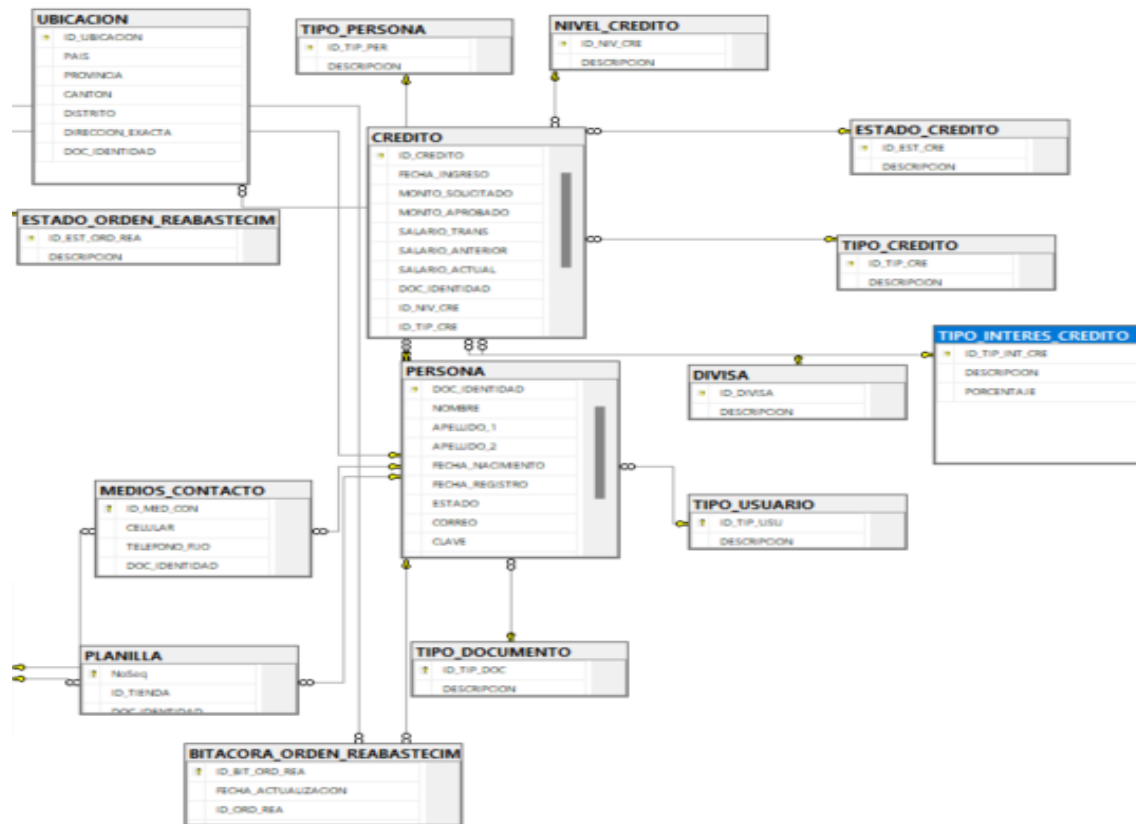 UBICACION
ID_UBICACION
PAIS
PROVINCIA
CANTON
DISTRITO
DIRECCION_EXACTA
DOC_IDENTIDAD
TIPO_PERSONA
ID_TIP_PER
DESCRIPCION
NIVEL_CREDITO
ID_NIV_CRE
DESCRIPCION
CREDITO
ID_CREDITO
FECHA_INGRESO
MONTO_SOLICITADO
MONTO_APROBADO
SALARIO_TRANS
SALARIO_ANTERIOR
SALARIO_ACTUAL
DOC_IDENTIDAD
ID_NIV_CRE
ID_TIP_CRE
ESTADO_CREDITO
ID_EST_CRE
DESCRIPCION
ESTADO_ORDEN_REABASTECIM
ID_EST_ORD_REA
DESCRIPCION
TIPO_CREDITO
ID_TIP_CRE
DESCRIPCION
TIPO_INTERES_CREDITO
ID_TIP_INT_CRE
DESCRIPCION
PORCENTAJE
PERSONA
DOC_IDENTIDAD
NOMBRE
APELLIDO_1
APELLIDO_2
FECHA_NACIMIENTO
FECHA_REGISTRO
ESTADO
CORREO
CLAVE
DIVISA
ID_DIVISA
DESCRIPCION
MEDIOS_CONTACTO
ID_MED_CON
CELULAR
TELEFONO_FIJO
DOC_IDENTIDAD
TIPO_USUARIO
ID_TIP_USU
DESCRIPCION
PLANILLA
NoSeq
ID_TIENDA
DOC_IDENTIDAD
TIPO_DOCUMENTO
ID_TIP_DOC
DESCRIPCION
BITACORA_ORDEN_REABASTECIM
ID_BIT_ORD_REA
FECHA_ACTUALIZACION
ID_ORD_REA